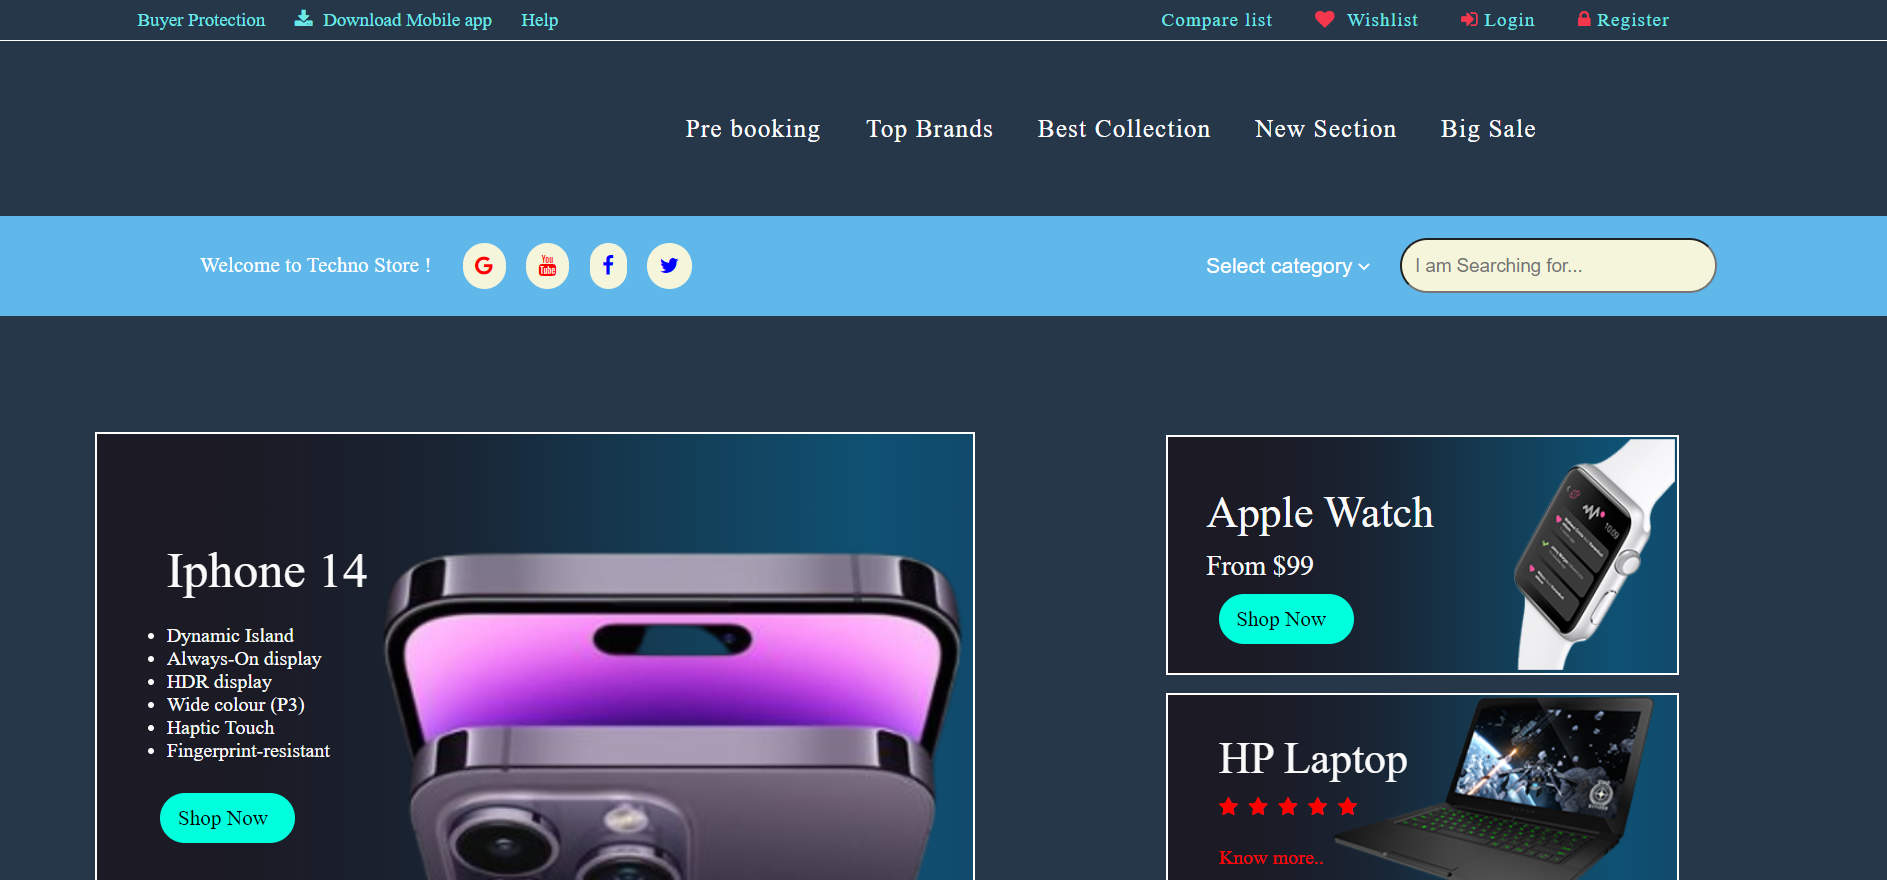 Buyer Protection Download Mobile app Help Compare list Wishlist Login Register
Pre booking Top Brands Best Collection New Section Big Sale
Welcome to Techno Store ! G You Tube f Select category I am Searching for...
Iphone 14
Dynamic Island
Always-On display
HDR display
Wide colour (P3)
Haptic Touch
Fingerprint-resistant
Shop Now
Apple Watch
From $99
Shop Now
10:09
HP Laptop
Know more..